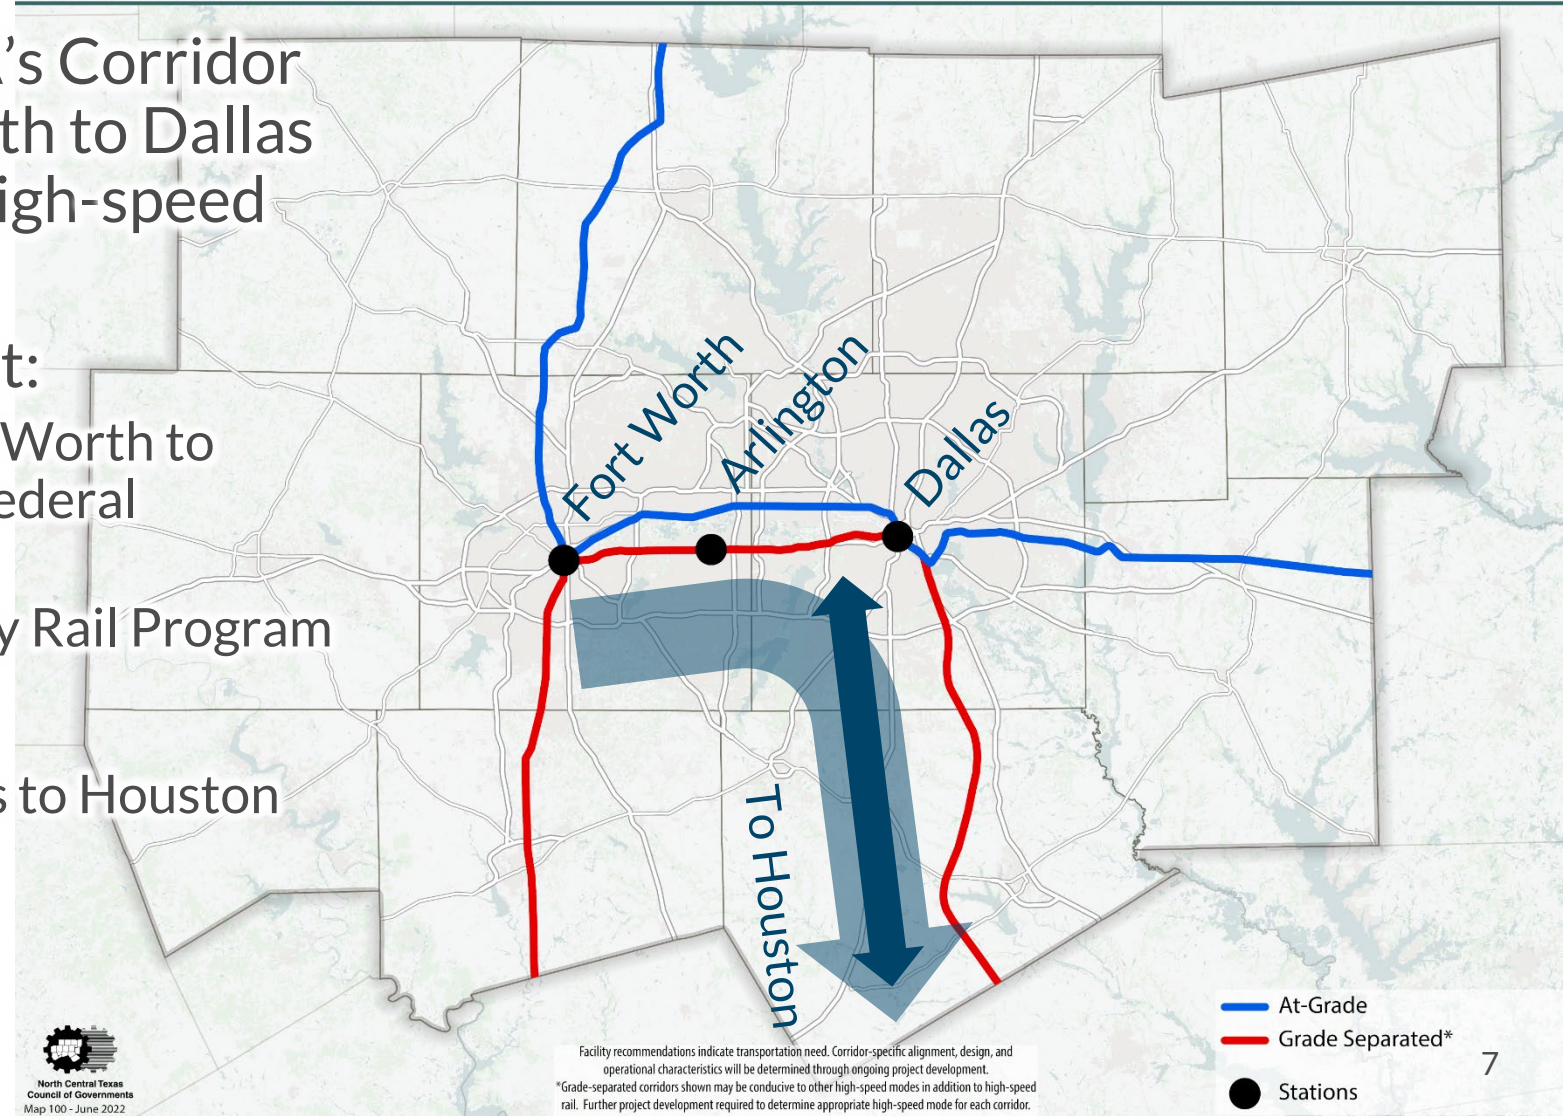 's Corridor
th to Dallas
igh-speed
t:
Worth to
ederal
y Rail Program
s to Houston
Fort Worth
Arllington
Dallas
To Houston
At-Grade
Grade Separated*
Stations
7
North Central Texas
Council of Governments
Map 100 - June 2022
Facility recommendations indicate transportation need. Corridor-specific alignment, design, and
operational characteristics will be determined through ongoing project development.
*Grade-separated corridors shown may be conducive to other high-speed modes in addition to high-speed
rail. Further project development required to determine appropriate high-speed mode for each corridor.